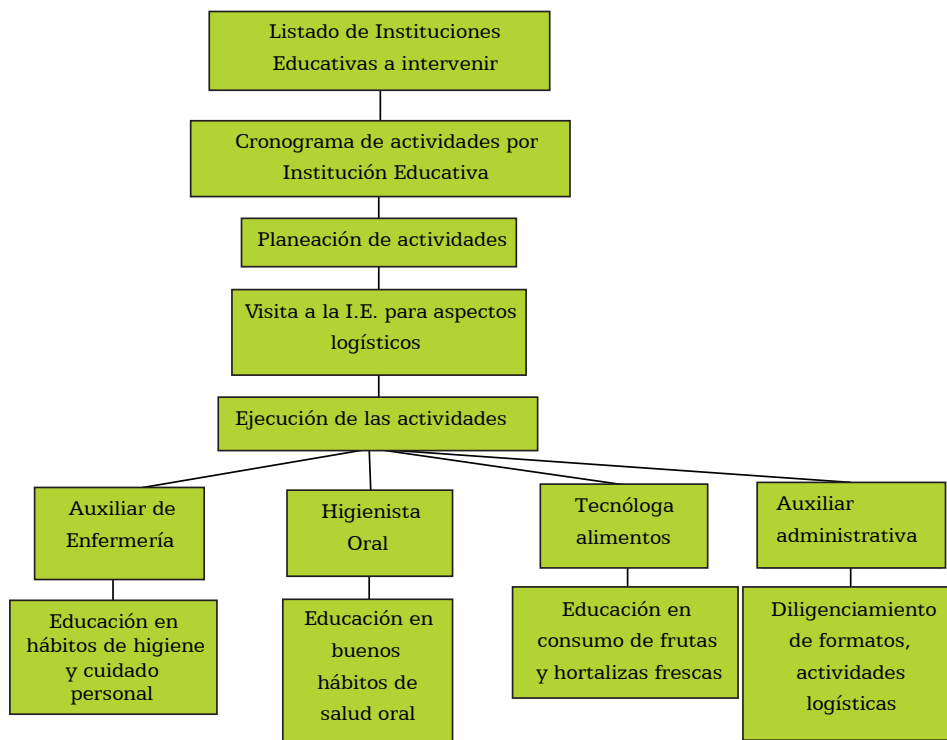 Listado de Instituciones
Educativas a intervenir
Cronograma de actividades por
Institución Educativa
Planeación de actividades
Visita a la I.E. para aspectos
logísticos
Ejecución de las actividades
Auxiliar de
Enfermería
Higienista
Oral
Tecnóloga
alimentos
Auxiliar
administrativa
Educación en
hábitos de higiene
y cuidado
personal
Educación en
buenos
hábitos de
salud oral
Educación en
consumo de frutas
y hortalizas frescas
Diligenciamiento
de formatos,
actividades
logísticas